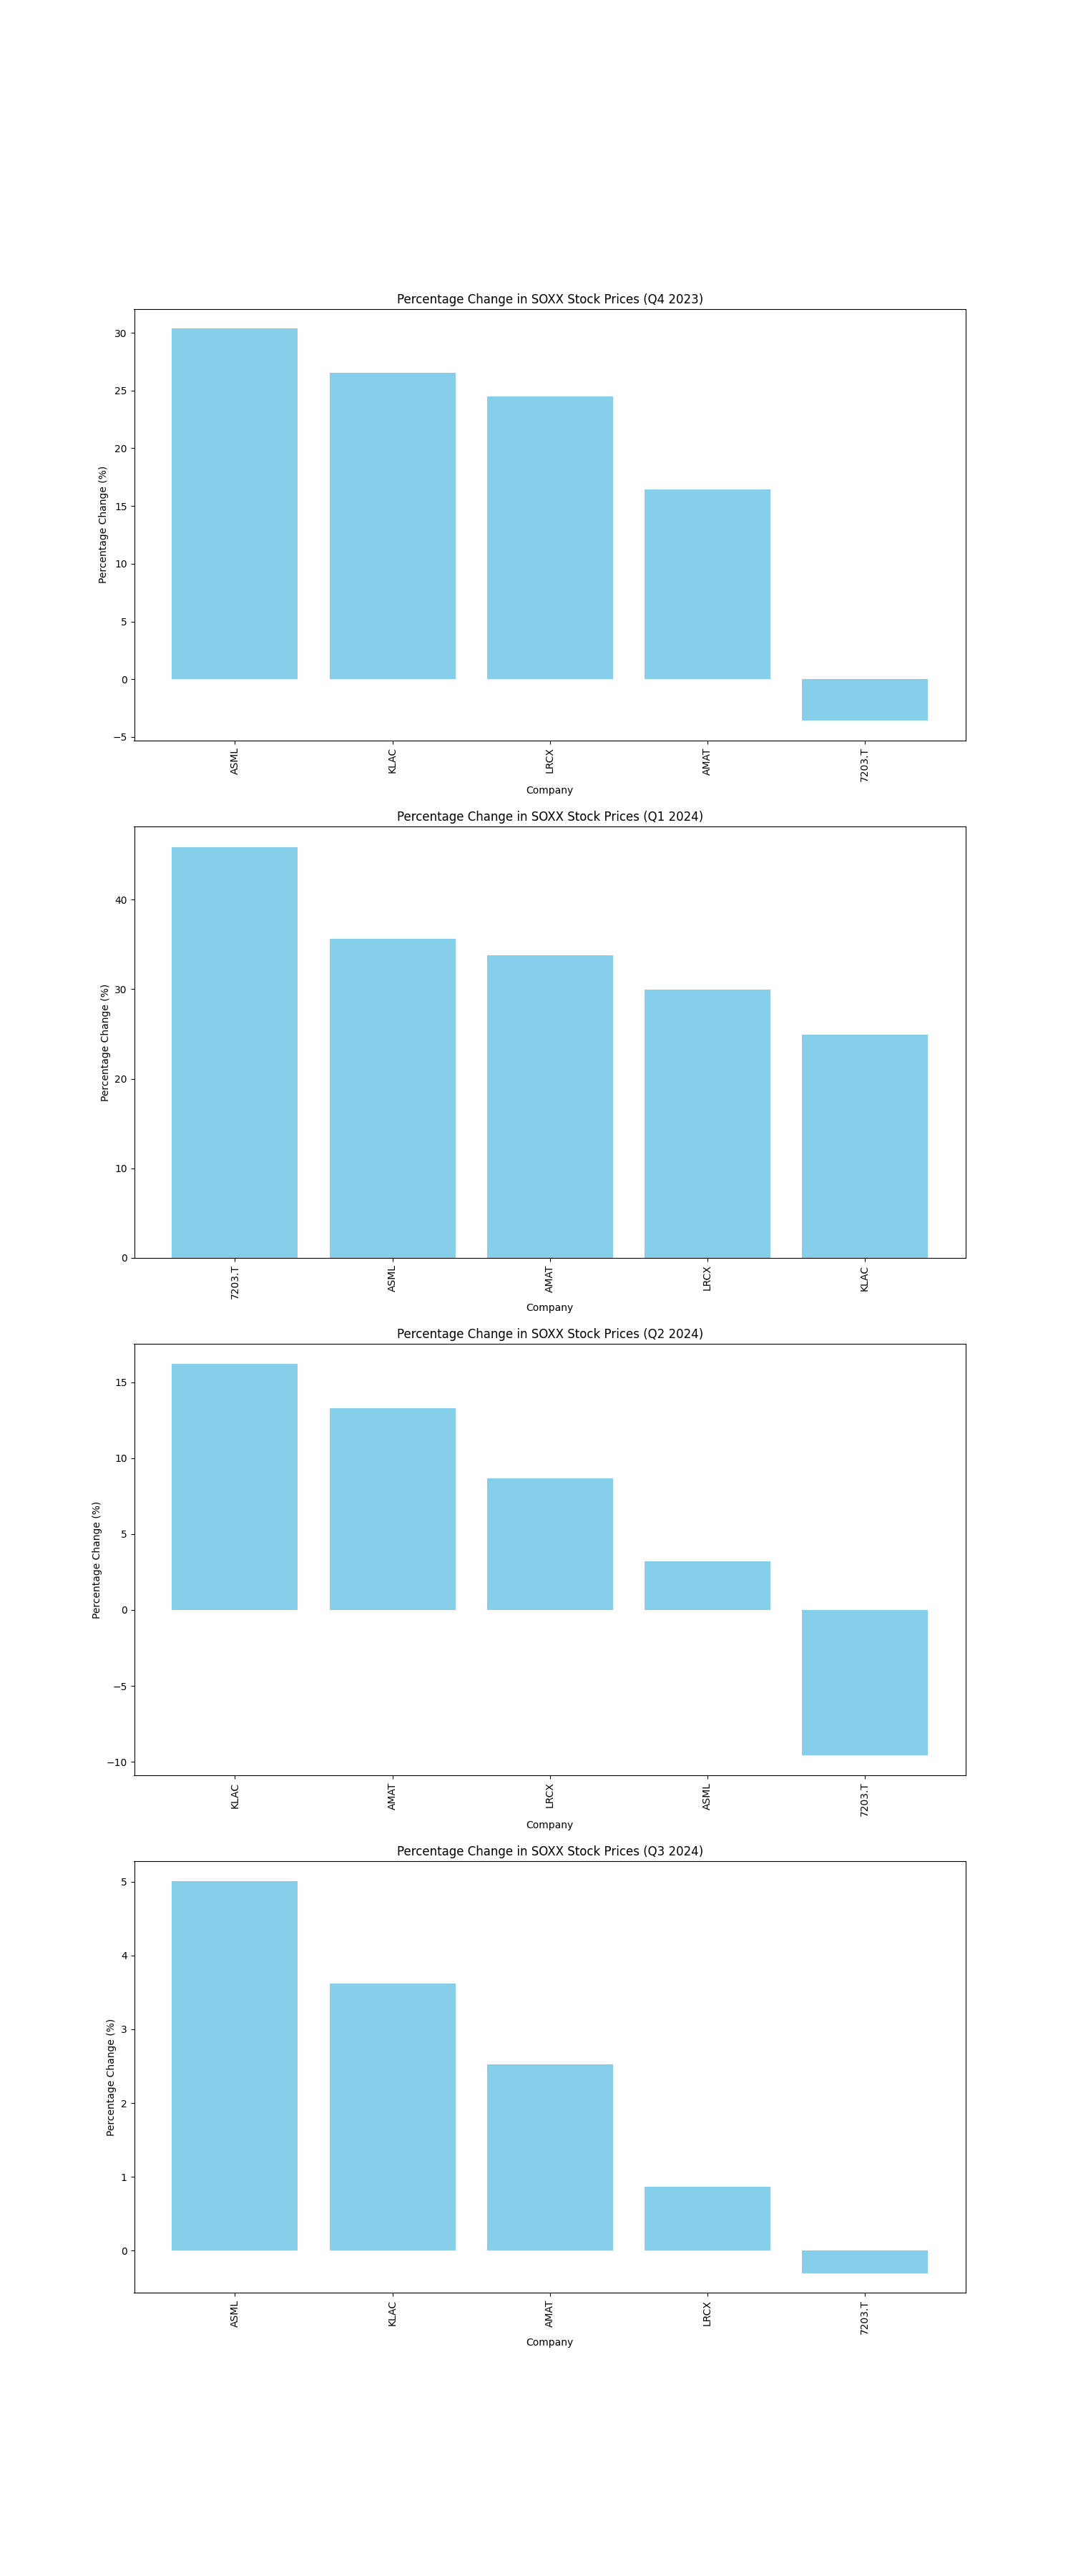 Percentage Change in SOXX Stock Prices (Q4 2023)
Percentage Change (%)
30
25
20
15
10
5
0
−5
ASML
KLAC
LRCX
AMAT
7203.T
Company
Percentage Change in SOXX Stock Prices (Q1 2024)
Percentage Change (%)
40
30
20
10
0
7203.T
ASML
AMAT
LRCX
KLAC
Company
Percentage Change in SOXX Stock Prices (Q2 2024)
Percentage Change (%)
15
10
5
0
−5
−10
KLAC
AMAT
LRCX
ASML
7203.T
Company
Percentage Change in SOXX Stock Prices (Q3 2024)
Percentage Change (%)
5
4
3
2
1
0
ASML
KLAC
AMAT
LRCX
7203.T
Company